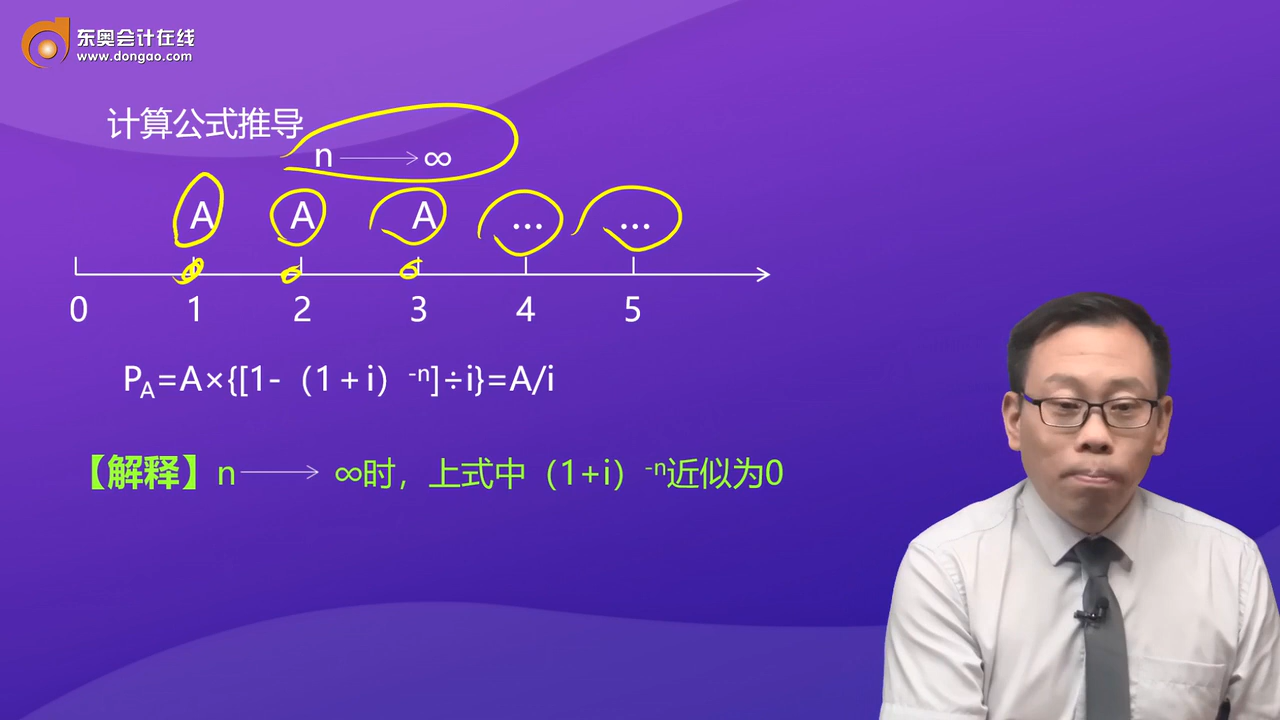 东奥会计在线
www.dongao.com
计算公式推导
n ⟶ ∞
A A A … …
0 1 2 3 4 5
P_A=A×{[1-（1+i）^-n]÷i}=A/i
【解释】n ⟶ ∞时，上式中（1+i）^-n近似为0